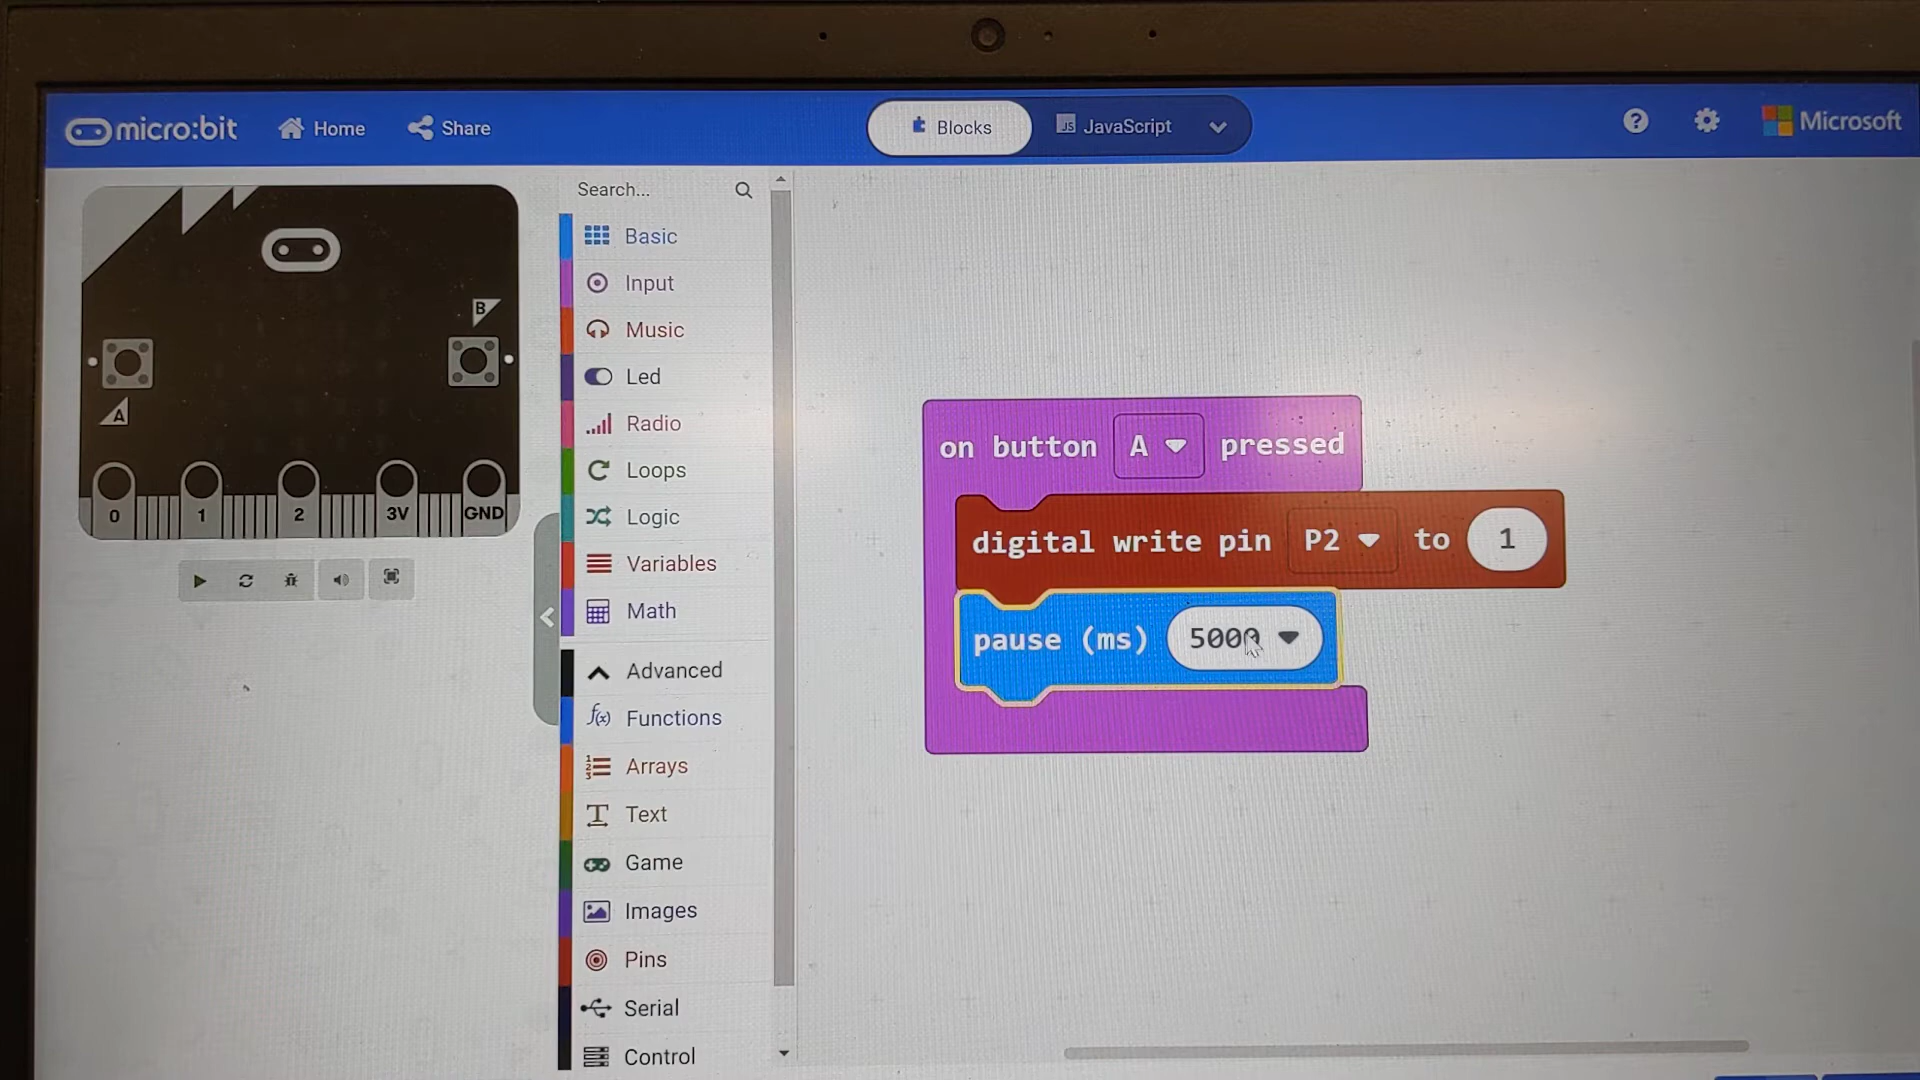 micro:bit
Home
Share
Blocks
JS JavaScript
Microsoft
B
A
0 1 2 3V GND
Search...
Basic
Input
Music
Led
Radio
Loops
Logic
Variables
Math
Advanced
f(x) Functions
Arrays
Text
Game
Images
Pins
Serial
Control
on button A pressed
digital write pin P2 to 1
pause (ms) 5000